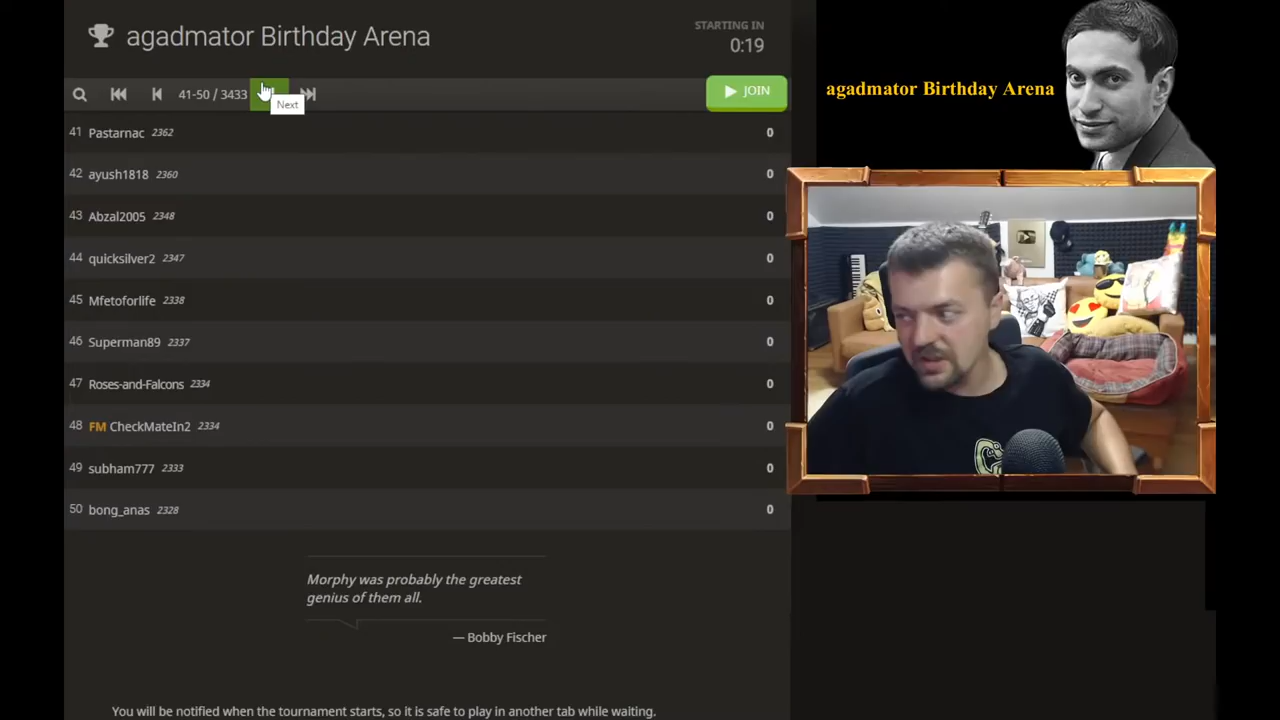 agadmator Birthday Arena
STARTING IN
0:19
41-50 / 3433
Next
JOIN
41 Pastarnac 2362 0
42 ayush1818 2360 0
43 Abzal2005 2348 0
44 quicksilver2 2347 0
45 Mfetoforlife 2338 0
46 Superman89 2337 0
47 Roses-and-Falcons 2334 0
48 FM CheckMateIn2 2334 0
49 subham777 2333 0
50 bong_anas 2328 0
Morphy was probably the greatest
genius of them all.
— Bobby Fischer
You will be notified when the tournament starts, so it is safe to play in another tab while waiting.
agadmator Birthday Arena